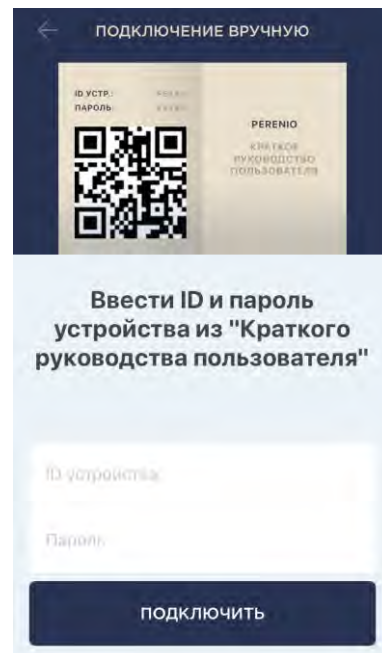 ПОДКЛЮЧЕНИЕ ВРУЧНУЮ
ID УСТР.:
ПАРОЛЬ:
PERENIO
КРАТКОЕ
РУКОВОДСТВО
ПОЛЬЗОВАТЕЛЯ
Ввести ID и пароль
устройства из "Краткого
руководства пользователя"
ID устройства
Пароль
ПОДКЛЮЧИТЬ